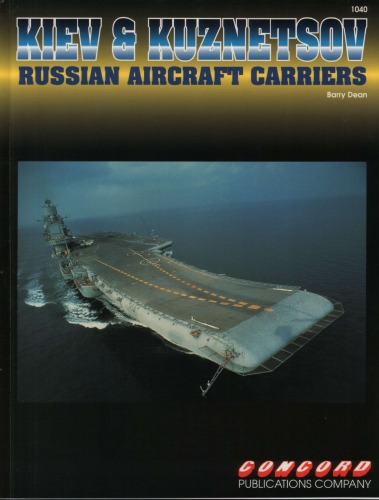 1040
KIEV & KUZNETSOV
RUSSIAN AIRCRAFT CARRIERS
Barry Dean
CONCORD
PUBLICATIONS COMPANY